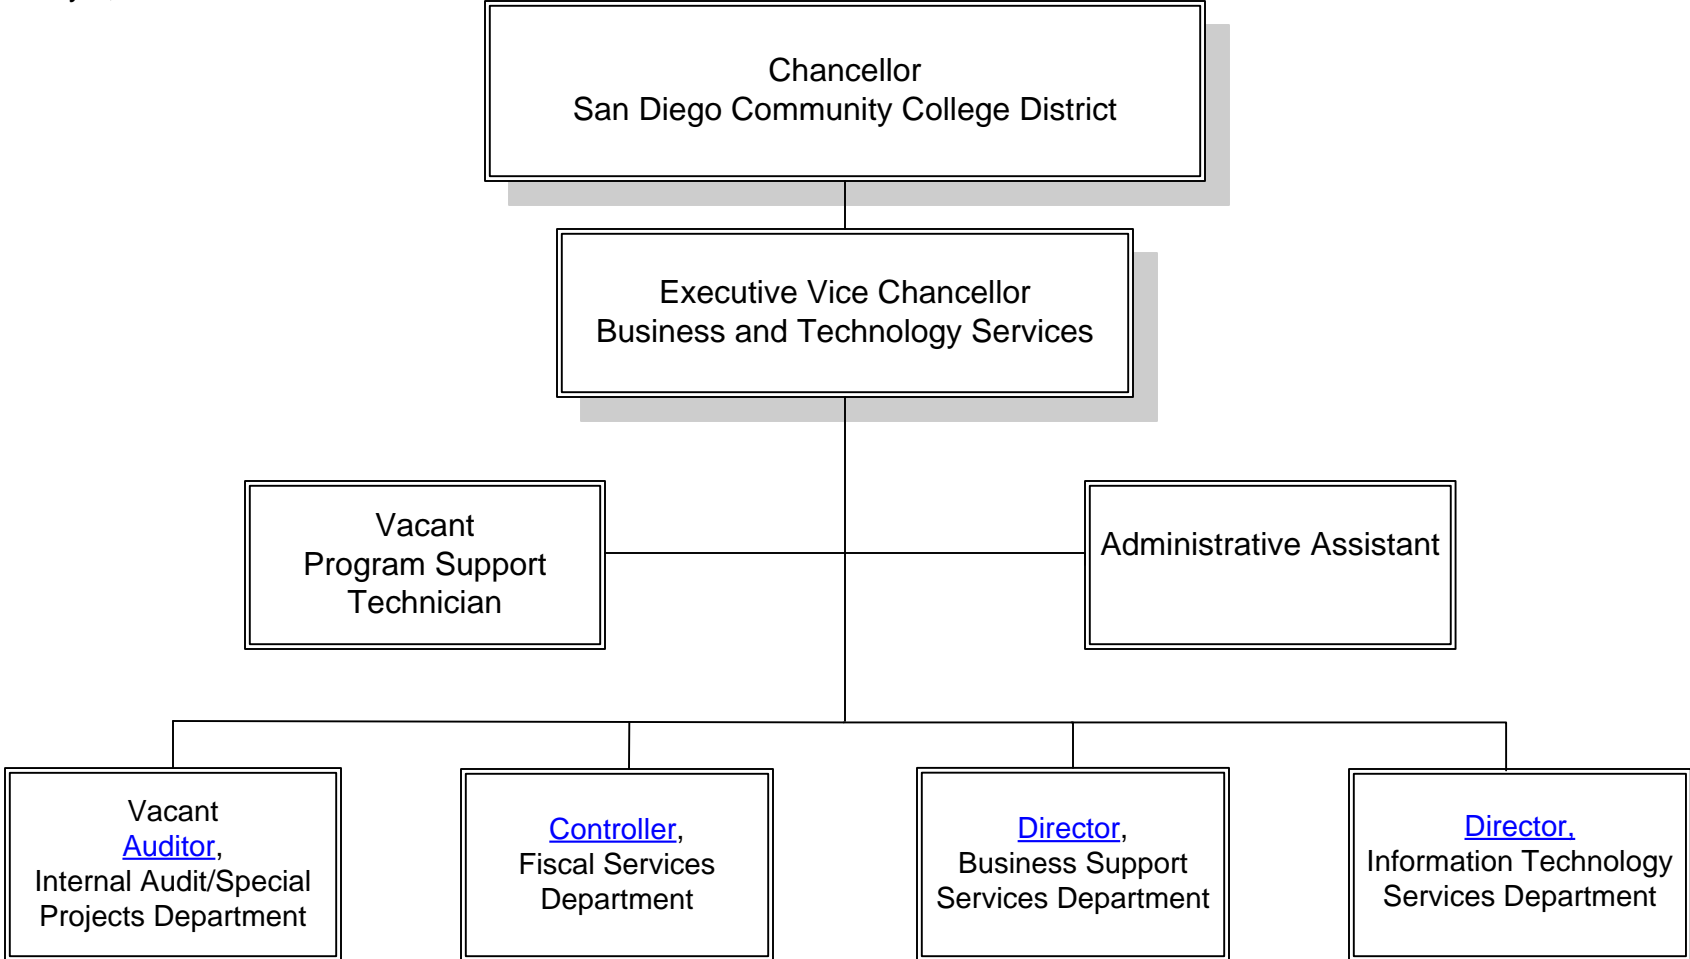 Chancellor
San Diego Community College District
Executive Vice Chancellor
Business and Technology Services
Vacant
Program Support
Technician
Administrative Assistant
Vacant
Auditor,
Internal Audit/Special
Projects Department
Controller,
Fiscal Services
Department
Director,
Business Support
Services Department
Director,
Information Technology
Services Department